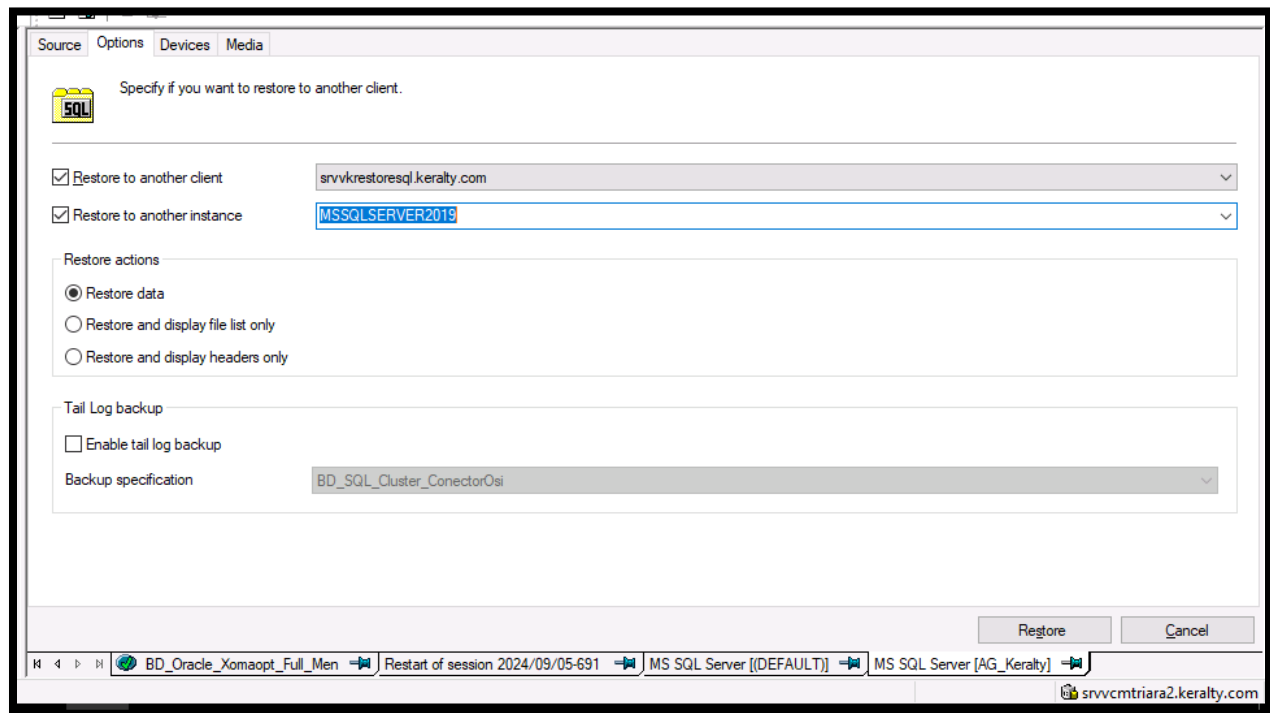 Source Options Devices Media
Specify if you want to restore to another client.
SQL
Restore to another client srvvkrestoresql.keralty.com
Restore to another instance MSSQLSERVER2019
Restore actions
Restore data
Restore and display file list only
Restore and display headers only
Tail Log backup
Enable tail log backup
Backup specification BD_SQL_Cluster_ConectorOsi
Restore Cancel
BD_Oracle_Xomaopt_Full_Men Restart of session 2024/09/05-691 MS SQL Server [(DEFAULT)] MS SQL Server [AG_Keralty]
srvvcmtriara2.keralty.com